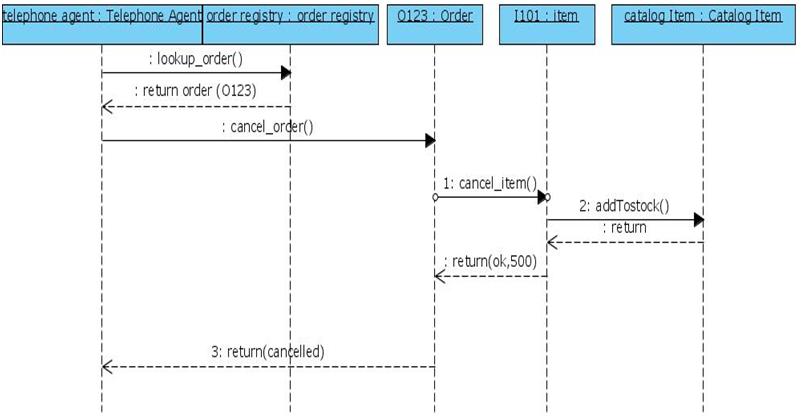 telephone agent : Telephone Agent
order registry : order registry
O123 : Order
I101 : item
catalog Item : Catalog Item
: lookup_order()
: return order (O123)
: cancel_order()
1: cancel_item()
2: addTostock()
: return
: return(ok,500)
3: return(cancelled)